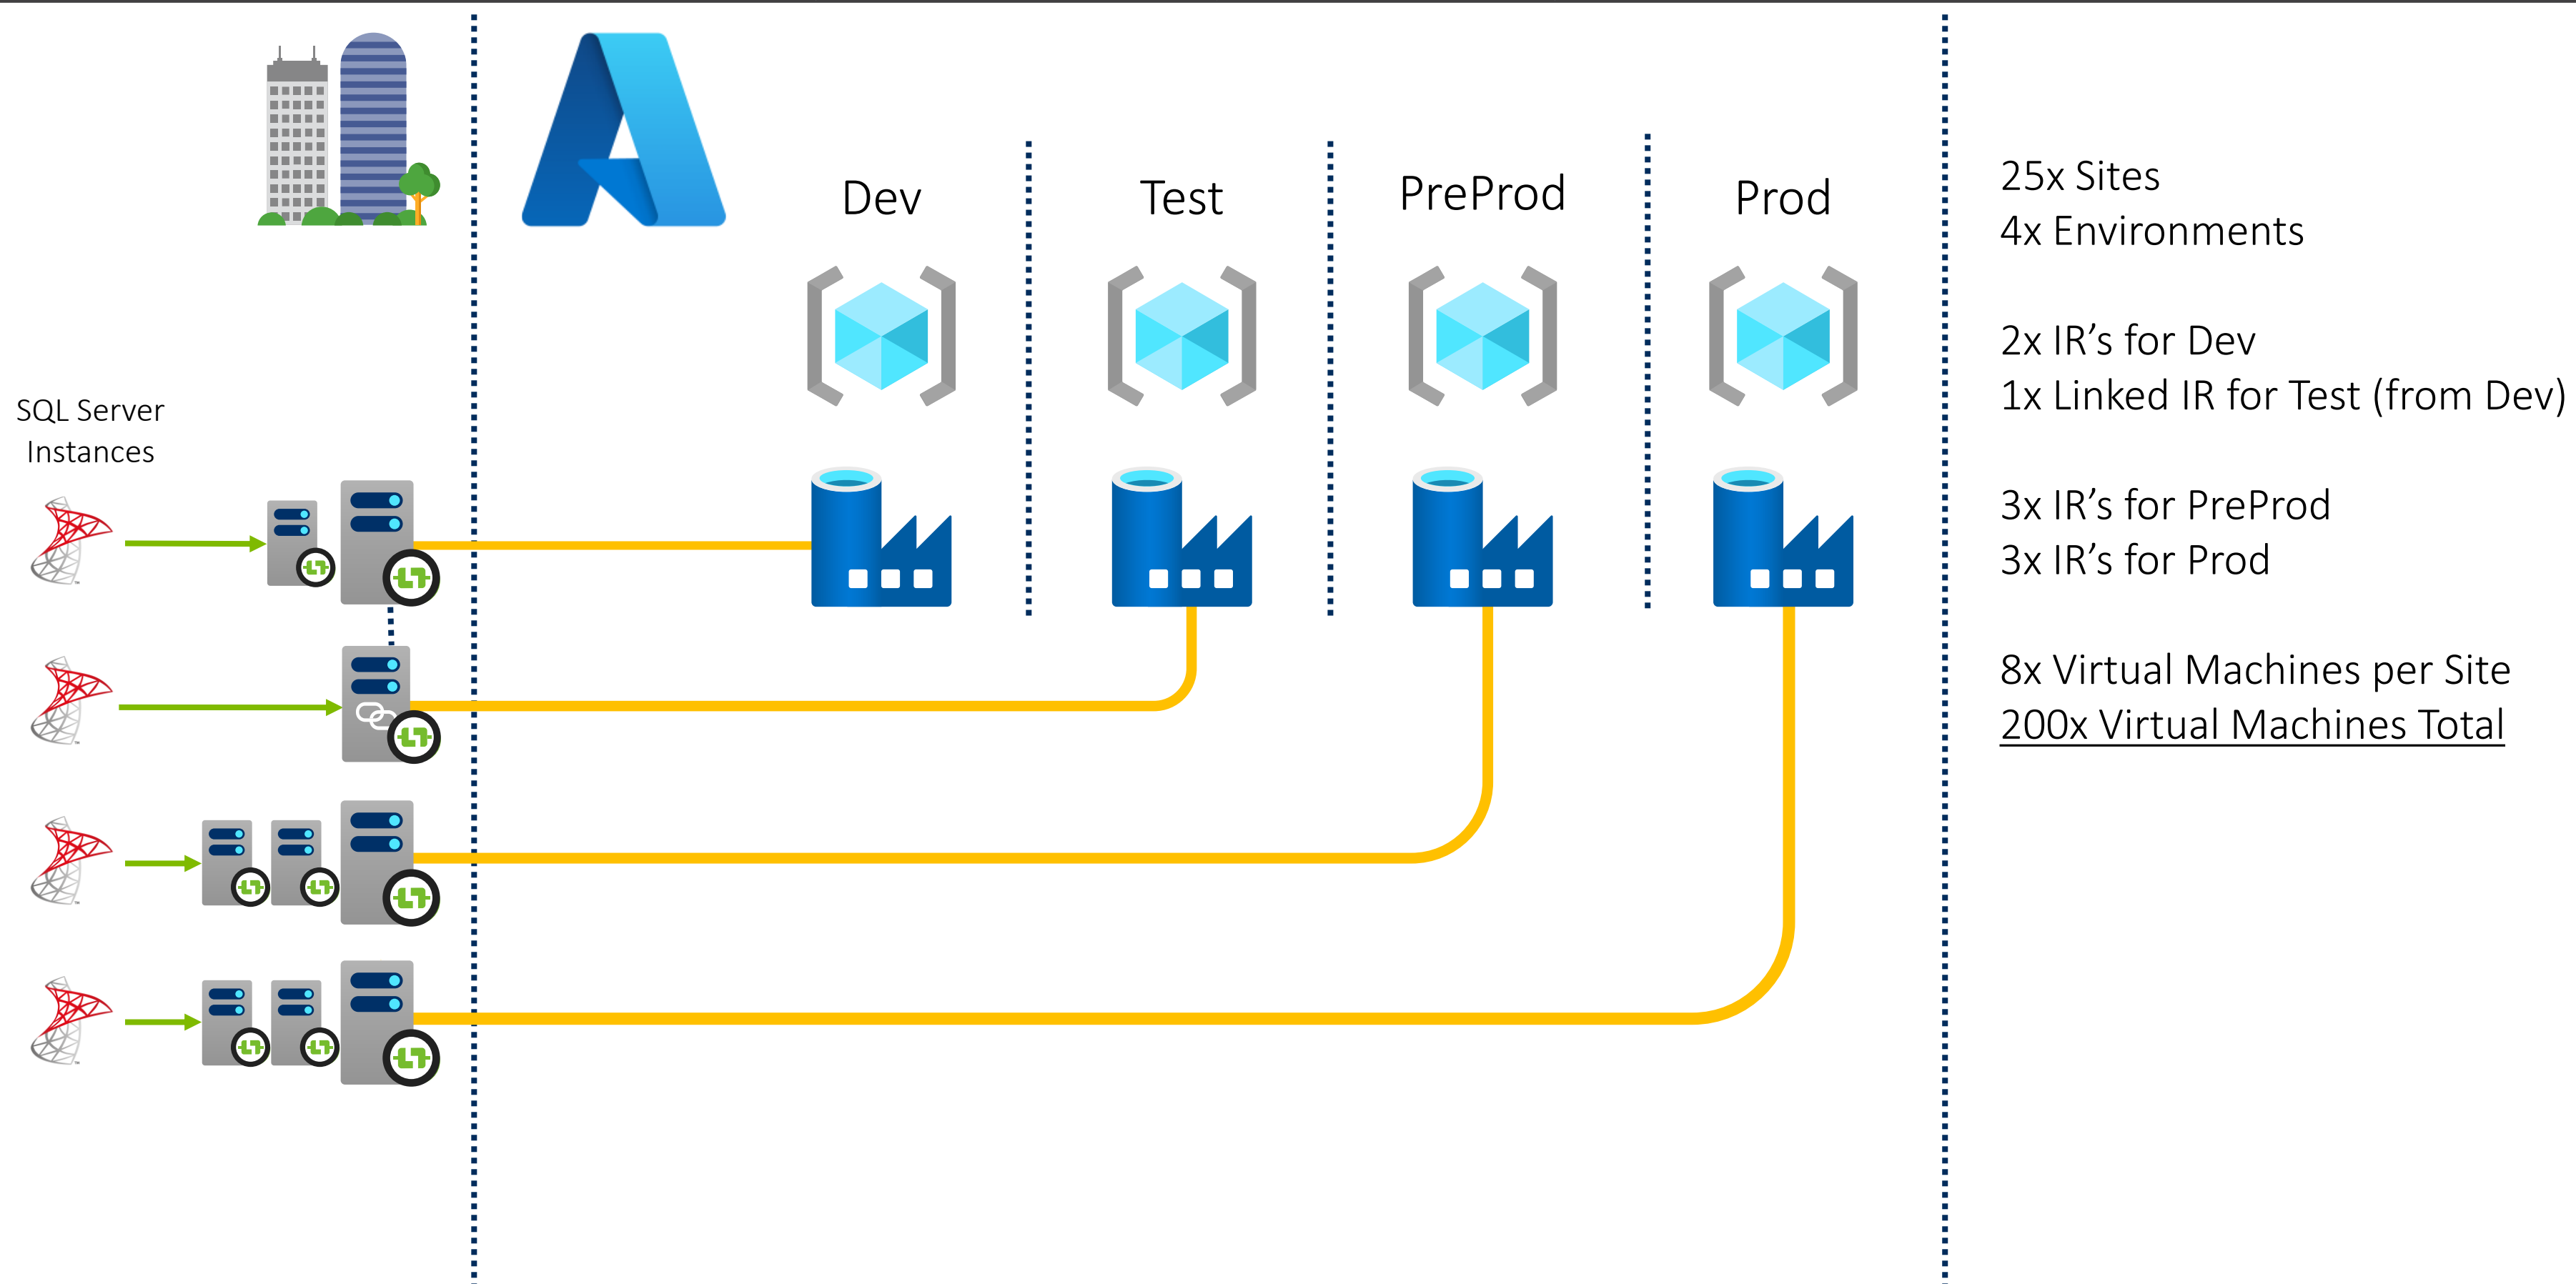 Dev
Test
PreProd
Prod
SQL Server
Instances
25x Sites
4x Environments
2x IR’s for Dev
1x Linked IR for Test (from Dev)
3x IR’s for PreProd
3x IR’s for Prod
8x Virtual Machines per Site
200x Virtual Machines Total